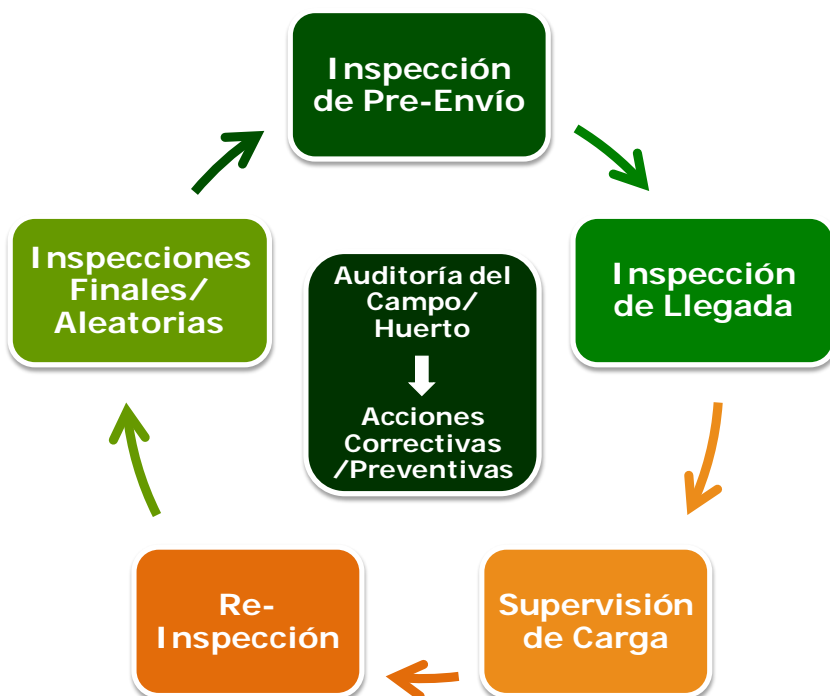 Inspección
de Pre-Envío
Inspección
de Llegada
Supervisión
de Carga
Re-
Inspección
Inspecciones
Finales/
Aleatorias
Auditoría del
Campo/
Huerto
Acciones
Correctivas
/Preventivas